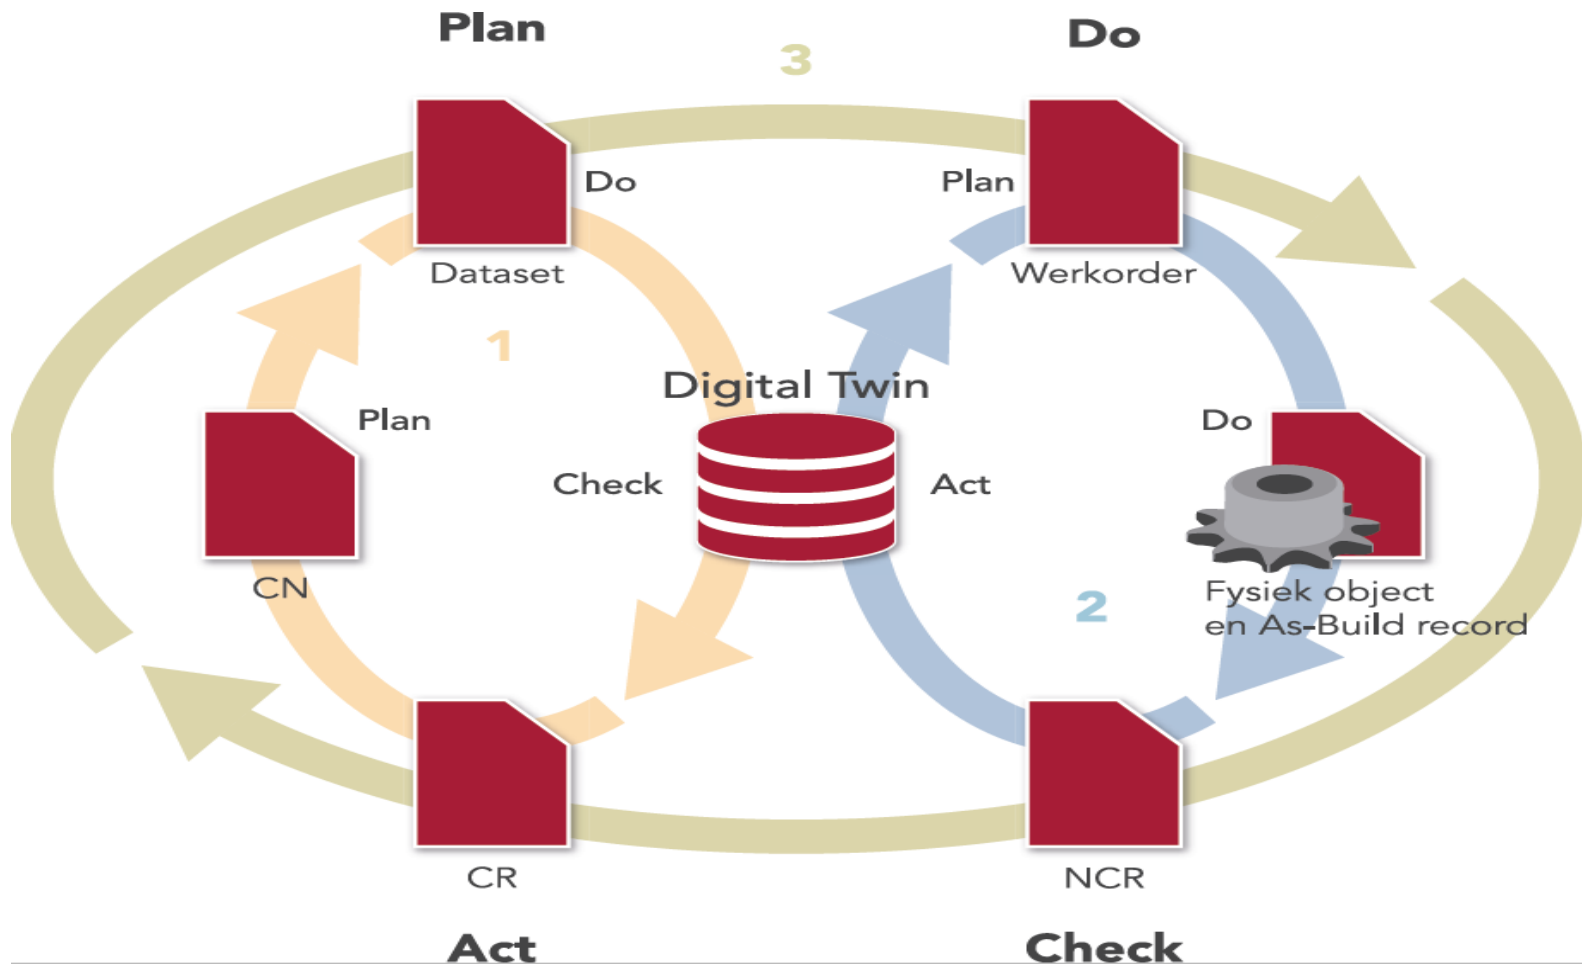 Plan
Do
3
Do
Plan
Dataset
Werkorder
1
Digital Twin
Plan
Do
Check
Act
CN
2
Fysiek object
en As-Build record
CR
NCR
Act
Check